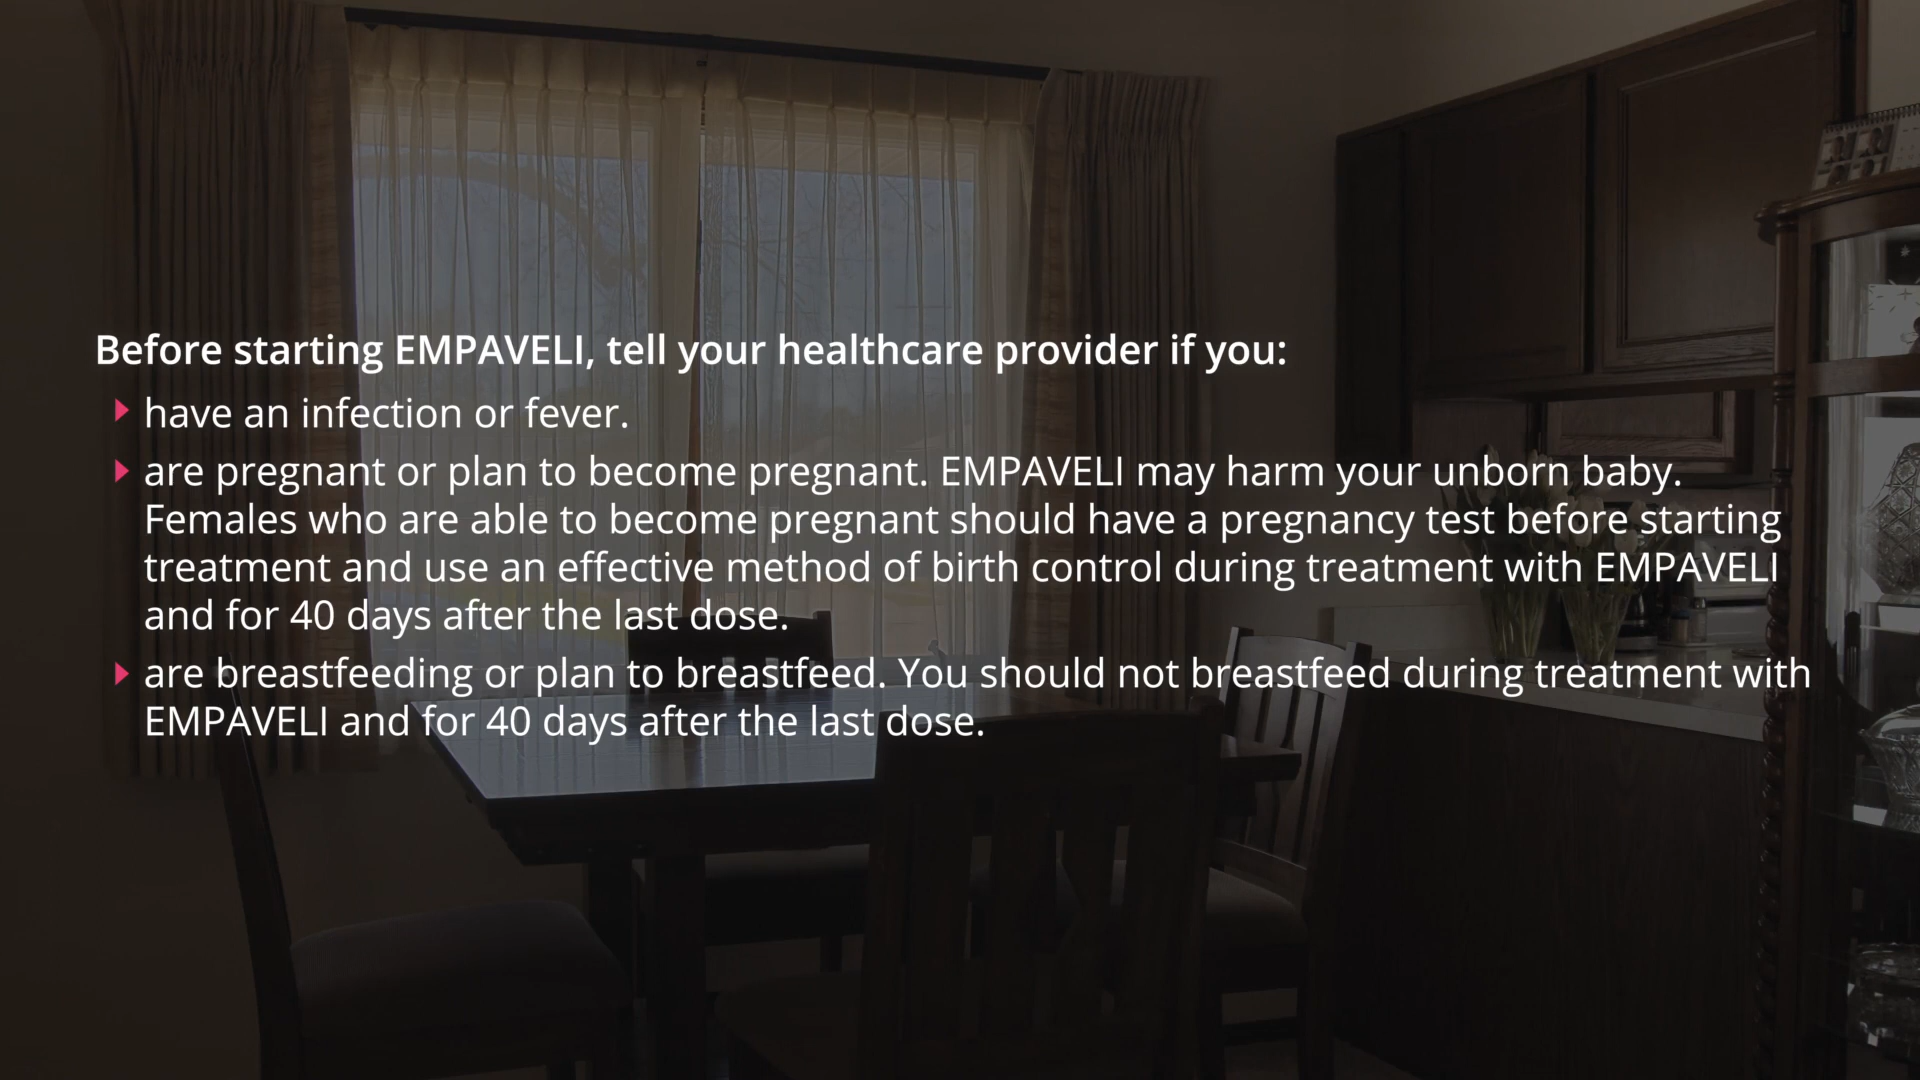 Before starting EMPAVELI, tell your healthcare provider if you:
have an infection or fever.
are pregnant or plan to become pregnant. EMPAVELI may harm your unborn baby.
Females who are able to become pregnant should have a pregnancy test before starting
treatment and use an effective method of birth control during treatment with EMPAVELI
and for 40 days after the last dose.
are breastfeeding or plan to breastfeed. You should not breastfeed during treatment with
EMPAVELI and for 40 days after the last dose.